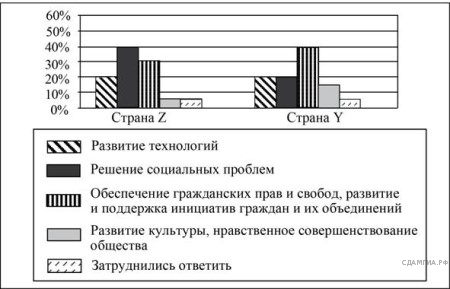 60%
50%
40%
30%
20%
10%
0%
Страна Z Страна Y
Развитие технологий
Решение социальных проблем
Обеспечение гражданских прав и свобод, развитие
и поддержка инициатив граждан и их объединений
Развитие культуры, нравственное совершенствование
общества
Затруднились ответить
СДАМГИА.РФ